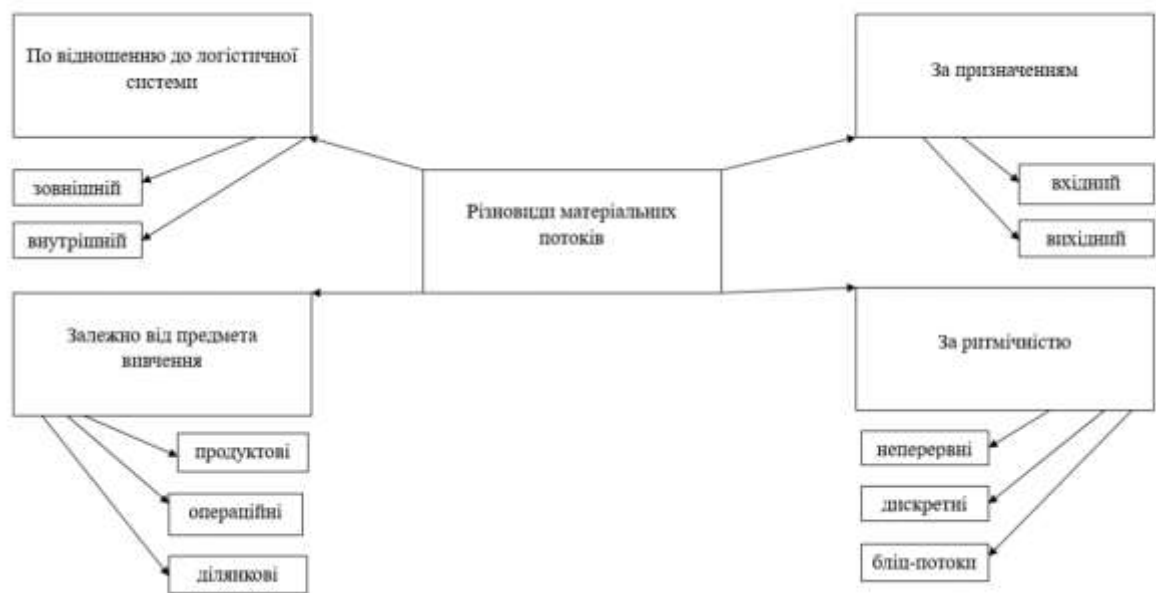 По відношенню до логістичної
системи
зовнішній
внутрішній
За призначенням
вхідний
вихідний
Різновиди матеріальних
потоків
Залежно від предмета
вивчення
продуктові
операційні
ділянкові
За ритмічністю
неперервні
дискретні
бліц-потоки